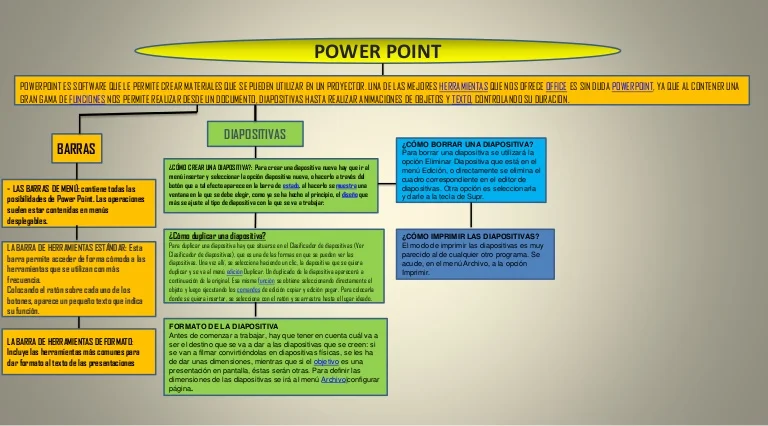 POWER POINT
POWERPOINT ES SOFTWARE QUE LE PERMITE CREAR MATERIALES QUE SE PUEDEN UTILIZAR EN UN PROYECTOR. UNA DE LAS MEJORES HERRAMIENTAS QUE NOS OFRECE OFFICE ES SIN DUDA POWERPOINT, YA QUE AL CONTENER UNA
GRAN GAMA DE FUNCIONES NOS PERMITE REALIZAR DESDE UN DOCUMENTO, DIAPOSITIVAS HASTA REALIZAR ANIMACIONES DE OBJETOS Y TEXTO, CONTROLANDO SU DURACION.
BARRAS
- LAS BARRAS DE MENÚ: contiene todas las
posibilidades de Power Point. Las operaciones
suelen estar contenidas en menús
desplegables.
LA BARRA DE HERRAMIENTAS ESTÁNDAR: Esta
barra permite acceder de forma cómoda a las
herramientas que se utilizan con más
frecuencia.
Colocando el ratón sobre cada uno de los
botones, aparece un pequeño texto que indica
su función.
LA BARRA DE HERRAMIENTAS DE FORMATO:
Incluye las herramientas más comunes para
dar formato al texto de las presentaciones
DIAPOSITIVAS
¿CÓMO CREAR UNA DIAPOSITIVA?: Para crear una diapositiva nueva hay que ir al
menú insertar y seleccionar la opción diapositiva nueva, o hacerlo a través del
botón que a tal efecto aparece en la barra de estado, al hacerlo se muestra una
ventana en la que se debe elegir, como ya se ha hecho al principio, el diseño que
más se ajuste al tipo de diapositiva con la que se va a trabajar.
¿Cómo duplicar una diapositiva?
Para duplicar una diapositiva hay que situarse en el Clasificador de diapositivas (Ver
Clasificador de diapositivas), que es una de las formas en que se pueden ver las
diapositivas. Una vez allí, se selecciona haciendo un clic, la diapositiva que se quiera
duplicar y se va al menú edición Duplicar. Un duplicado de la diapositiva aparecerá a
continuación de la original. Esa misma función se obtiene seleccionando directamente el
objeto y luego ejecutando los comandos de edición copiar y edición pegar. Para colocarla
donde se quiera insertar, se selecciona con el ratón y se arrastra hasta el lugar ideado.
FORMATO DE LA DIAPOSITIVA
Antes de comenzar a trabajar, hay que tener en cuenta cuál va a
ser el destino que se va a dar a las diapositivas que se creen: si
se van a filmar convirtiéndolas en diapositivas físicas, se les ha
de dar unas dimensiones, mientras que si el objetivo es una
presentación en pantalla, éstas serán otras. Para definir las
dimensiones de las diapositivas se irá al menú Archivo|configurar
página.
¿CÓMO BORRAR UNA DIAPOSITIVA?
Para borrar una diapositiva se utilizará la
opción Eliminar Diapositiva que está en el
menú Edición, o directamente se elimina el
cuadro correspondiente en el editor de
diapositivas. Otra opción es seleccionarla
y darle a la tecla de Supr.
¿CÓMO IMPRIMIR LAS DIAPOSITIVAS?
El modo de imprimir las diapositivas es muy
parecido al de cualquier otro programa. Se
acude, en el menú Archivo, a la opción
Imprimir.